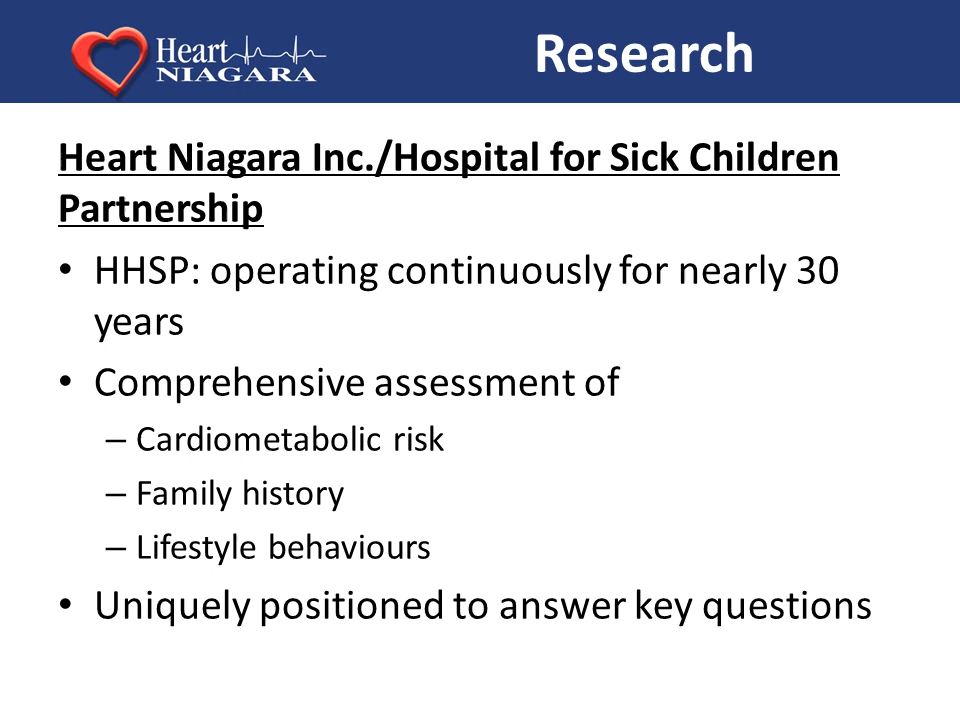 Heart
NIAGARA
Research
Heart Niagara Inc./Hospital for Sick Children
Partnership
• HHSP: operating continuously for nearly 30
years
• Comprehensive assessment of
– Cardiometabolic risk
– Family history
– Lifestyle behaviours
• Uniquely positioned to answer key questions